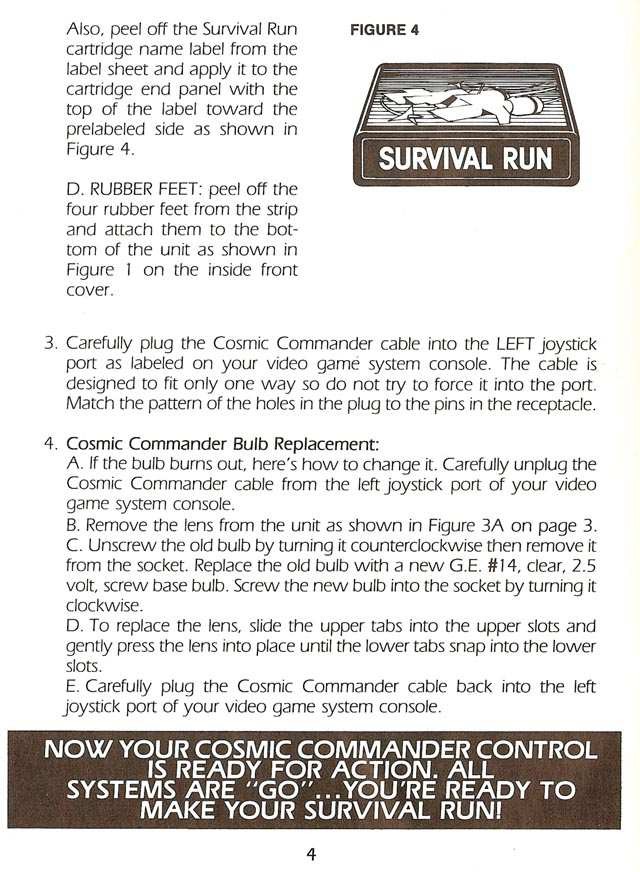 Also, peel off the Survival Run
cartridge name label from the
label sheet and apply it to the
cartridge end panel with the
top of the label toward the
prelabeled side as shown in
Figure 4.
FIGURE 4
SURVIVAL RUN
D. RUBBER FEET: peel off the
four rubber feet from the strip
and attach them to the bot-
tom of the unit as shown in
Figure 1 on the inside front
cover.
3. Carefully plug the Cosmic Commander cable into the LEFT joystick
port as labeled on your video game system console. The cable is
designed to fit only one way so do not try to force it into the port.
Match the pattern of the holes in the plug to the pins in the receptacle.
4. Cosmic Commander Bulb Replacement:
A. If the bulb burns out, here's how to change it. Carefully unplug the
Cosmic Commander cable from the left joystick port of your video
game system console.
B. Remove the lens from the unit as shown in Figure 3A on page 3.
C. Unscrew the old bulb by turning it counterclockwise then remove it
from the socket. Replace the old bulb with a new G.E. #14, clear, 2.5
volt, screw base bulb. Screw the new bulb into the socket by turning it
clockwise.
D. To replace the lens, slide the upper tabs into the upper slots and
gently press the lens into place until the lower tabs snap into the lower
slots.
E. Carefully plug the Cosmic Commander cable back into the left
joystick port of your video game system console.
NOW YOUR COSMIC COMMANDER CONTROL
IS READY FOR ACTION. ALL
SYSTEMS ARE "GO"...YOU'RE READY TO
MAKE YOUR SURVIVAL RUN!
4